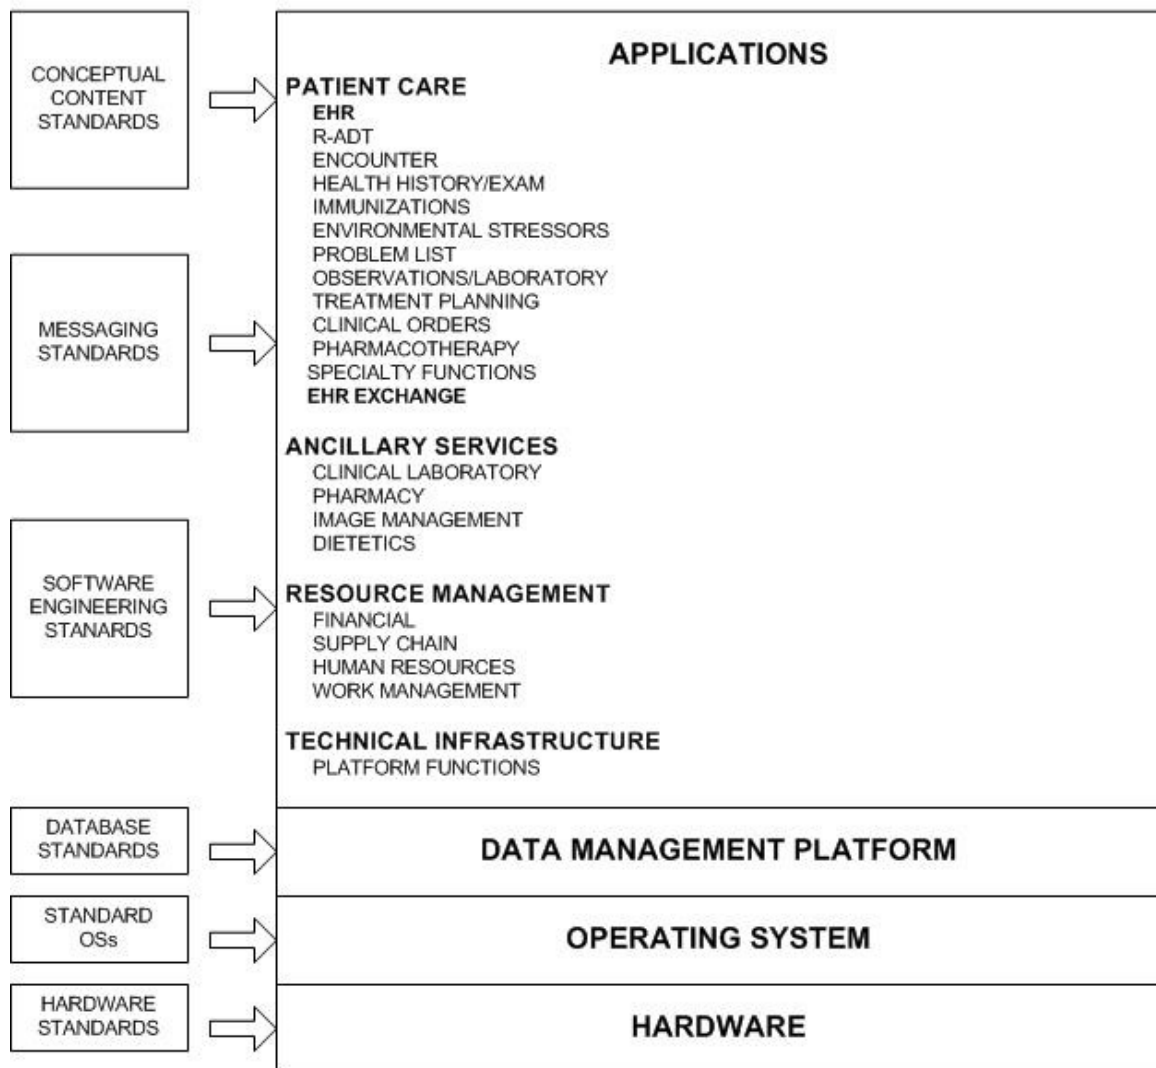 CONCEPTUAL
CONTENT
STANDARDS
MESSAGING
STANDARDS
SOFTWARE
ENGINEERING
STANARDS
DATABASE
STANDARDS
STANDARD
OSs
HARDWARE
STANDARDS
APPLICATIONS
PATIENT CARE
EHR
R-ADT
ENCOUNTER
HEALTH HISTORY/EXAM
IMMUNIZATIONS
ENVIRONMENTAL STRESSORS
PROBLEM LIST
OBSERVATIONS/LABORATORY
TREATMENT PLANNING
CLINICAL ORDERS
PHARMACOTHERAPY
SPECIALTY FUNCTIONS
EHR EXCHANGE
ANCILLARY SERVICES
CLINICAL LABORATORY
PHARMACY
IMAGE MANAGEMENT
DIETETICS
RESOURCE MANAGEMENT
FINANCIAL
SUPPLY CHAIN
HUMAN RESOURCES
WORK MANAGEMENT
TECHNICAL INFRASTRUCTURE
PLATFORM FUNCTIONS
DATA MANAGEMENT PLATFORM
OPERATING SYSTEM
HARDWARE